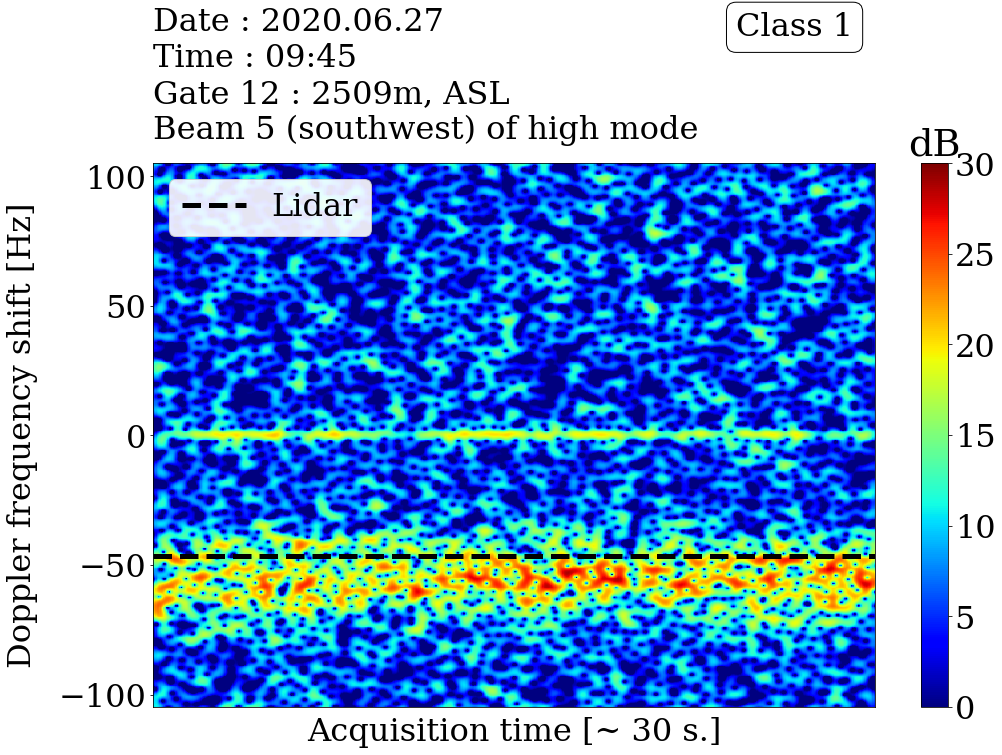 Date : 2020.06.27
Time : 09:45
Gate 12 : 2509m, ASL
Beam 5 (southwest) of high mode
Class 1
dB
Lidar
Doppler frequency shift [Hz]
100
50
0
−50
−100
30
25
20
15
10
5
0
Acquisition time [~ 30 s.]